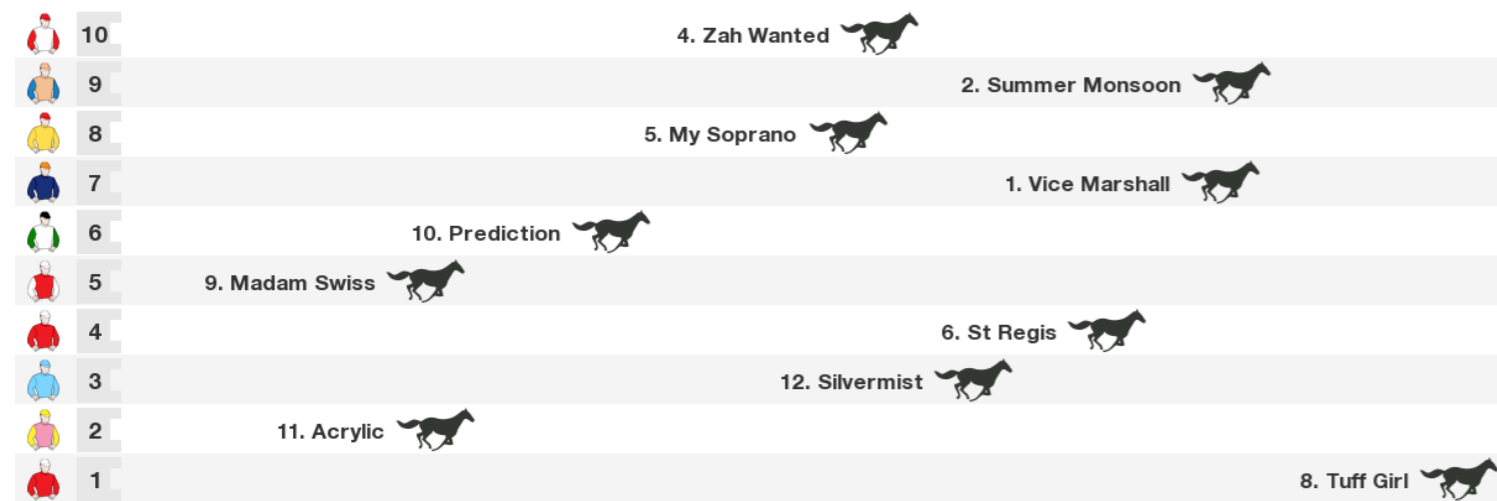 10 4. Zah Wanted
9 2. Summer Monsoon
8 5. My Soprano
7 1. Vice Marshall
6 10. Prediction
5 9. Madam Swiss
4 6. St Regis
3 12. Silvermist
2 11. Acrylic
1 8. Tuff Girl